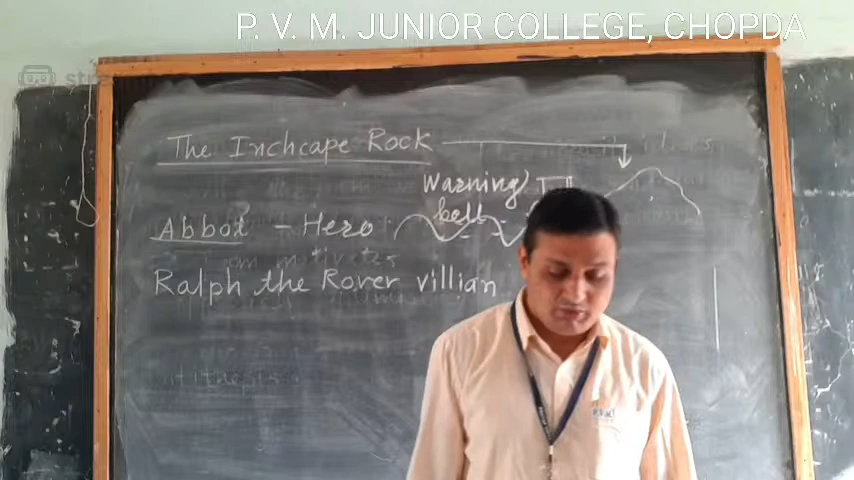 P. V. M. JUNIOR COLLEGE, CHOPDA
The Inchcape Rock
Warning
bell
Abbot - Hero
Ralph the Rover villian